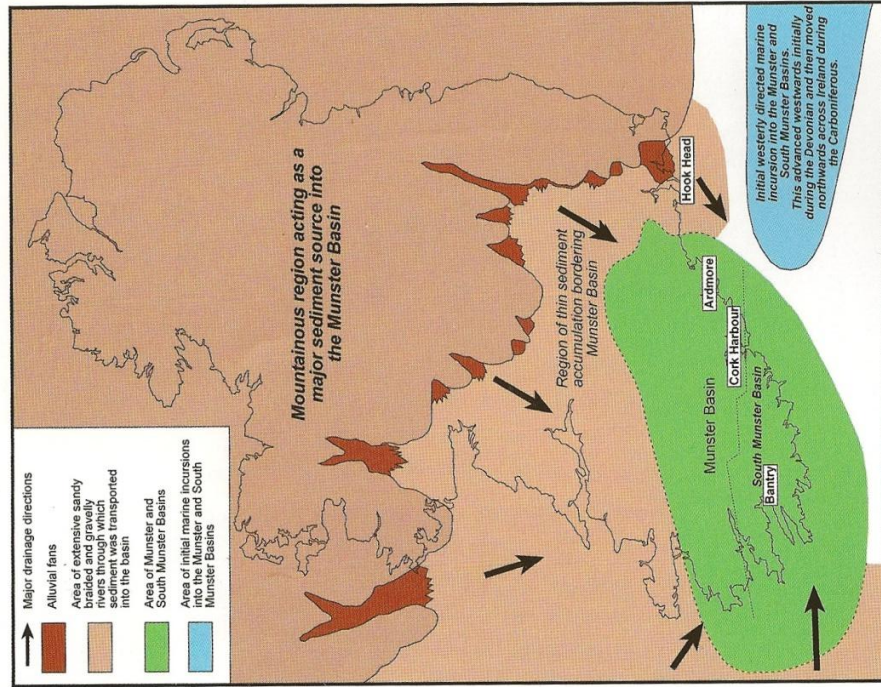 Major drainage directions
Alluvial fans
Area of extensive sandy
braided and gravelly
rivers through which
sediment was transported
into the basin
Area of Munster and
South Munster Basins
Area of initial marine incursions
into the Munster and South
Munster Basins
Mountainous region acting as a
major sediment source into
the Munster Basin
Region of thin sediment
accumulation bordering
Munster Basin
Hook Head
Ardmore
Munster Basin
Cork Harbour
South Munster Basin
Bantry
Initial westerly directed marine
incursion into the Munster and
South Munster Basins.
This advanced westwards initially
during the Devonian and then moved
northwards across Ireland during
the Carboniferous.